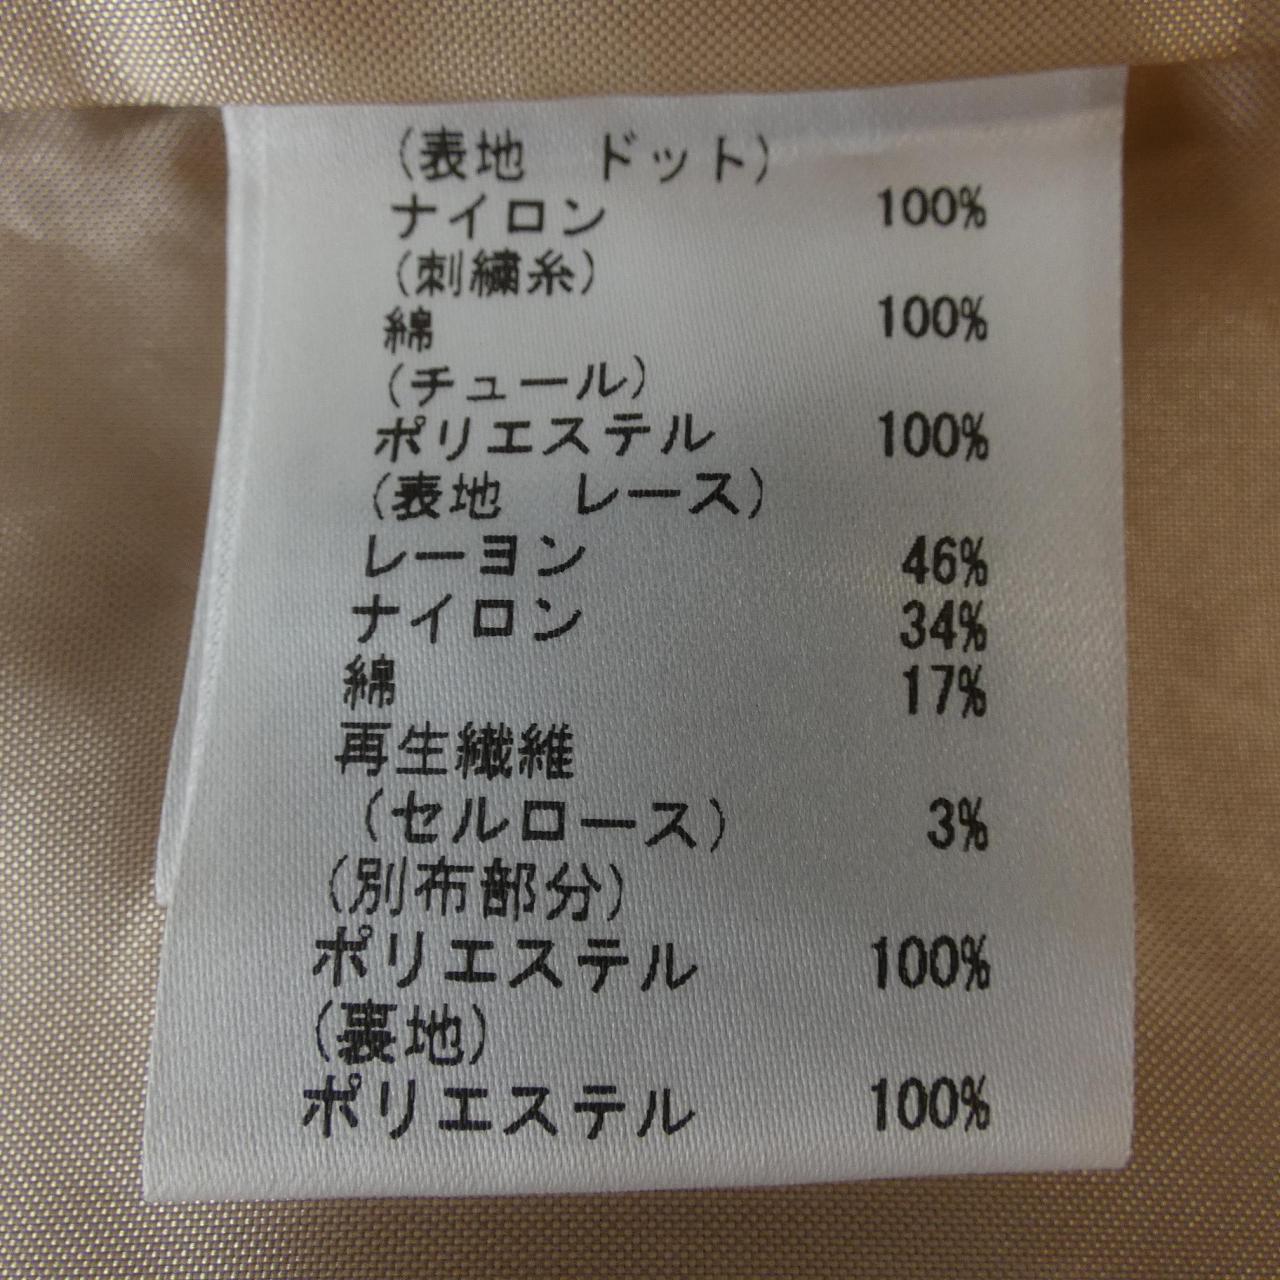 (表地　ドット)
ナイロン 100%
(刺繍糸)
綿 100%
(チュール)
ポリエステル 100%
(表地　レース)
レーヨン 46%
ナイロン 34%
綿 17%
再生繊維
(セルロース) 3%
(別布部分)
ポリエステル 100%
(裏地)
ポリエステル 100%